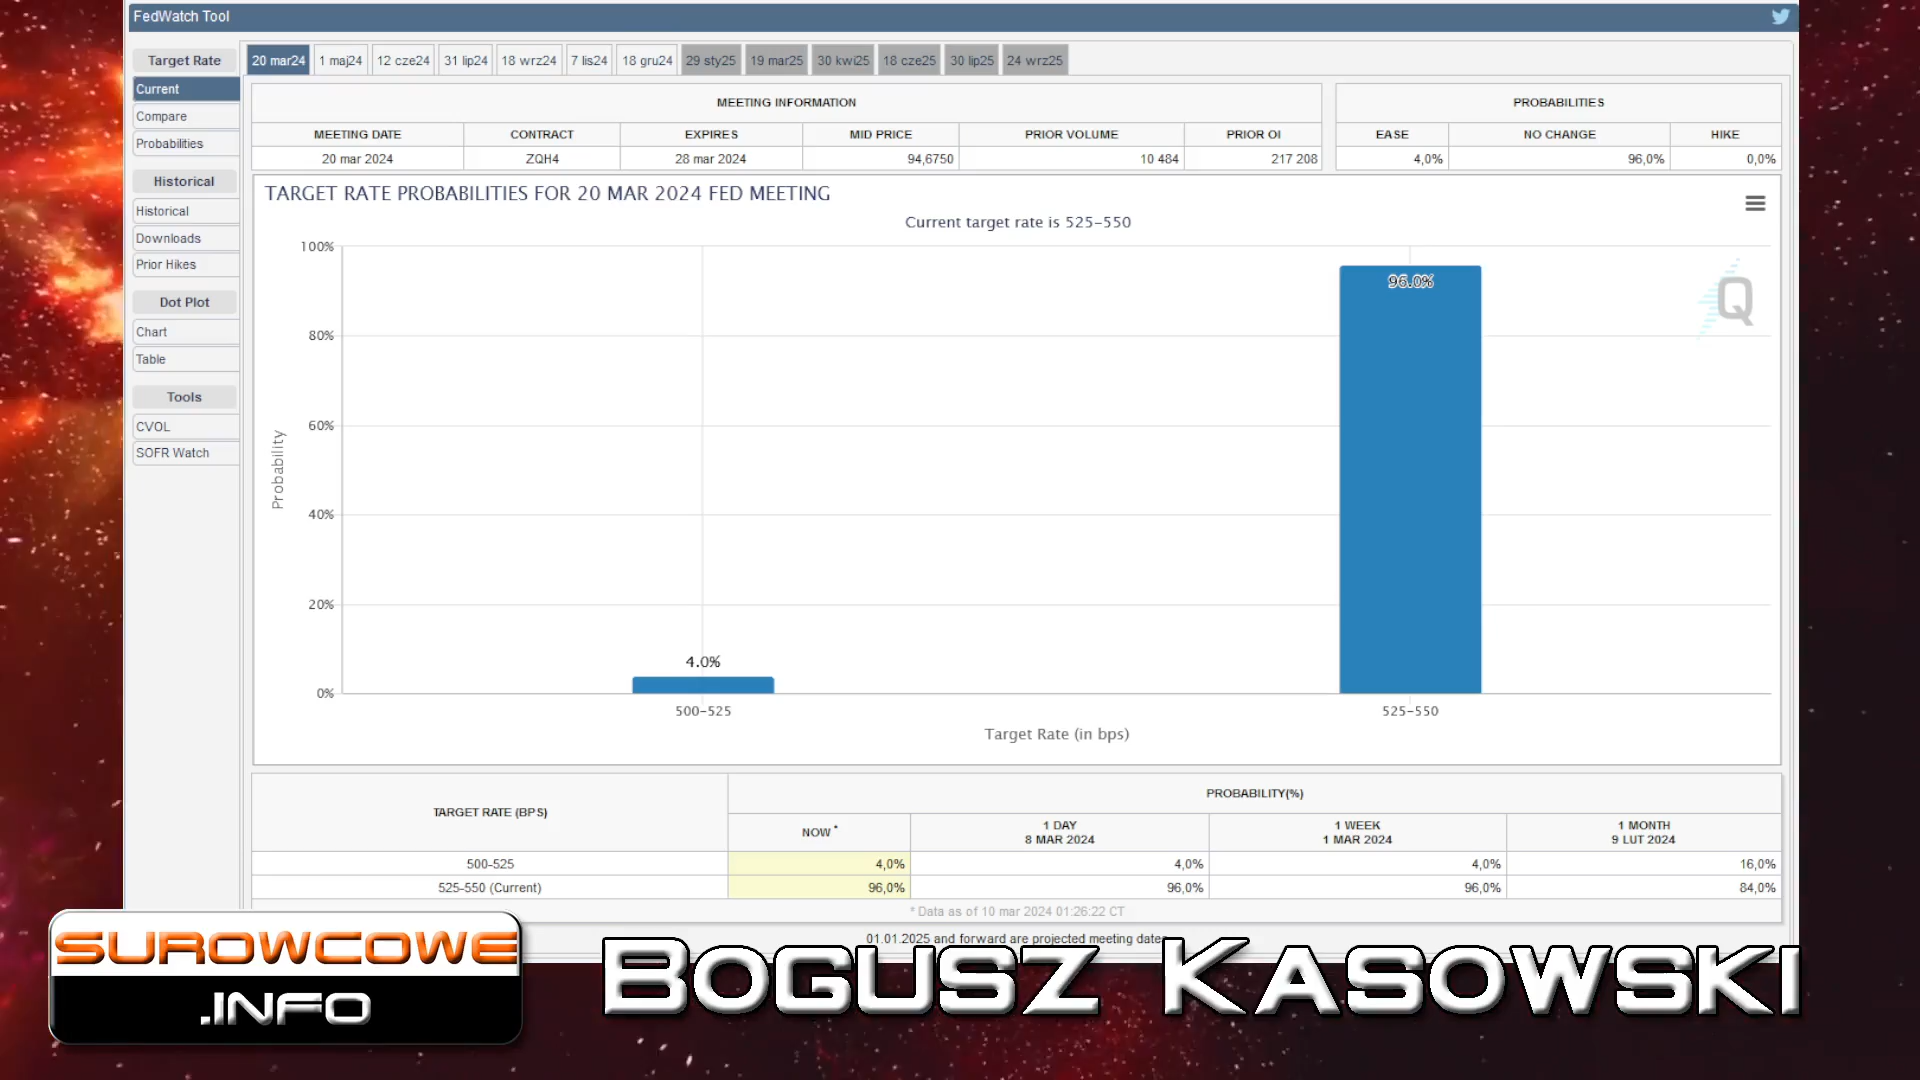 FedWatch Tool
Target Rate
Current
Compare
Probabilities
Historical
Historical
Downloads
Prior Hikes
Dot Plot
Chart
Table
Tools
CVOL
SOFR Watch
20 mar24 1 maj24 12 cze24 31 lip24 18 wrz24 7 lis24 18 gru24 29 sty25 19 mar25 30 kwi25 18 cze25 30 lip25 24 wrz25
MEETING INFORMATION
MEETING DATE CONTRACT EXPIRES MID PRICE PRIOR VOLUME PRIOR OI
20 mar 2024 ZQH4 28 mar 2024 94,6750 10 484 217 208
PROBABILITIES
EASE NO CHANGE HIKE
4,0% 96,0% 0,0%
TARGET RATE PROBABILITIES FOR 20 MAR 2024 FED MEETING
Current target rate is 525–550
Probability
100%
80%
60%
40%
20%
0%
4.0%
96.0%
Q
500–525 525–550
Target Rate (in bps)
TARGET RATE (BPS) PROBABILITY(%)
NOW * 1 DAY 8 MAR 2024 1 WEEK 1 MAR 2024 1 MONTH 9 LUT 2024
500-525 4,0% 4,0% 4,0% 16,0%
525-550 (Current) 96,0% 96,0% 96,0% 84,0%
* Data as of 10 mar 2024 01:26:22 CT
01.01.2025 and forward are projected meeting dates
SUROWCOWE
.INFO
BOGUSZ KASOWSKI